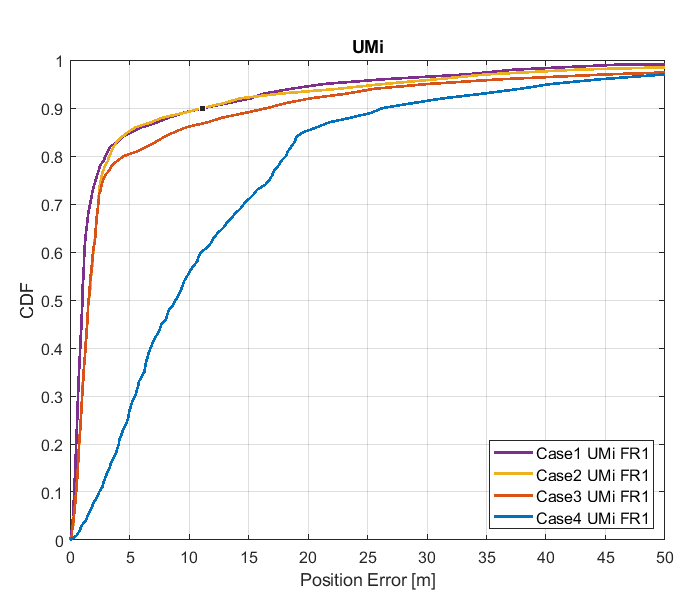 UMi
1
0.9
0.8
0.7
0.6
0.5
0.4
0.3
0.2
0.1
0
CDF
Case1 UMi FR1
Case2 UMi FR1
Case3 UMi FR1
Case4 UMi FR1
0 5 10 15 20 25 30 35 40 45 50
Position Error [m]